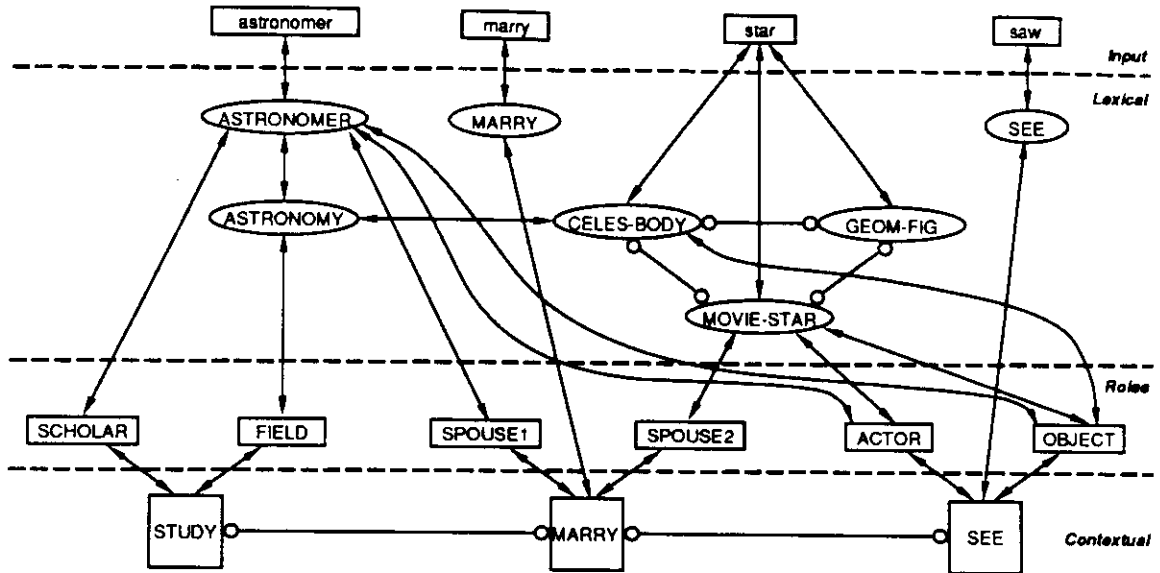 astronomer
marry
star
saw
Input
Lexical
ASTRONOMER
MARRY
SEE
ASTRONOMY
CELES-BODY
GEOM-FIG
MOVIE-STAR
Roles
SCHOLAR
FIELD
SPOUSE1
SPOUSE2
ACTOR
OBJECT
STUDY
MARRY
SEE
Contextual